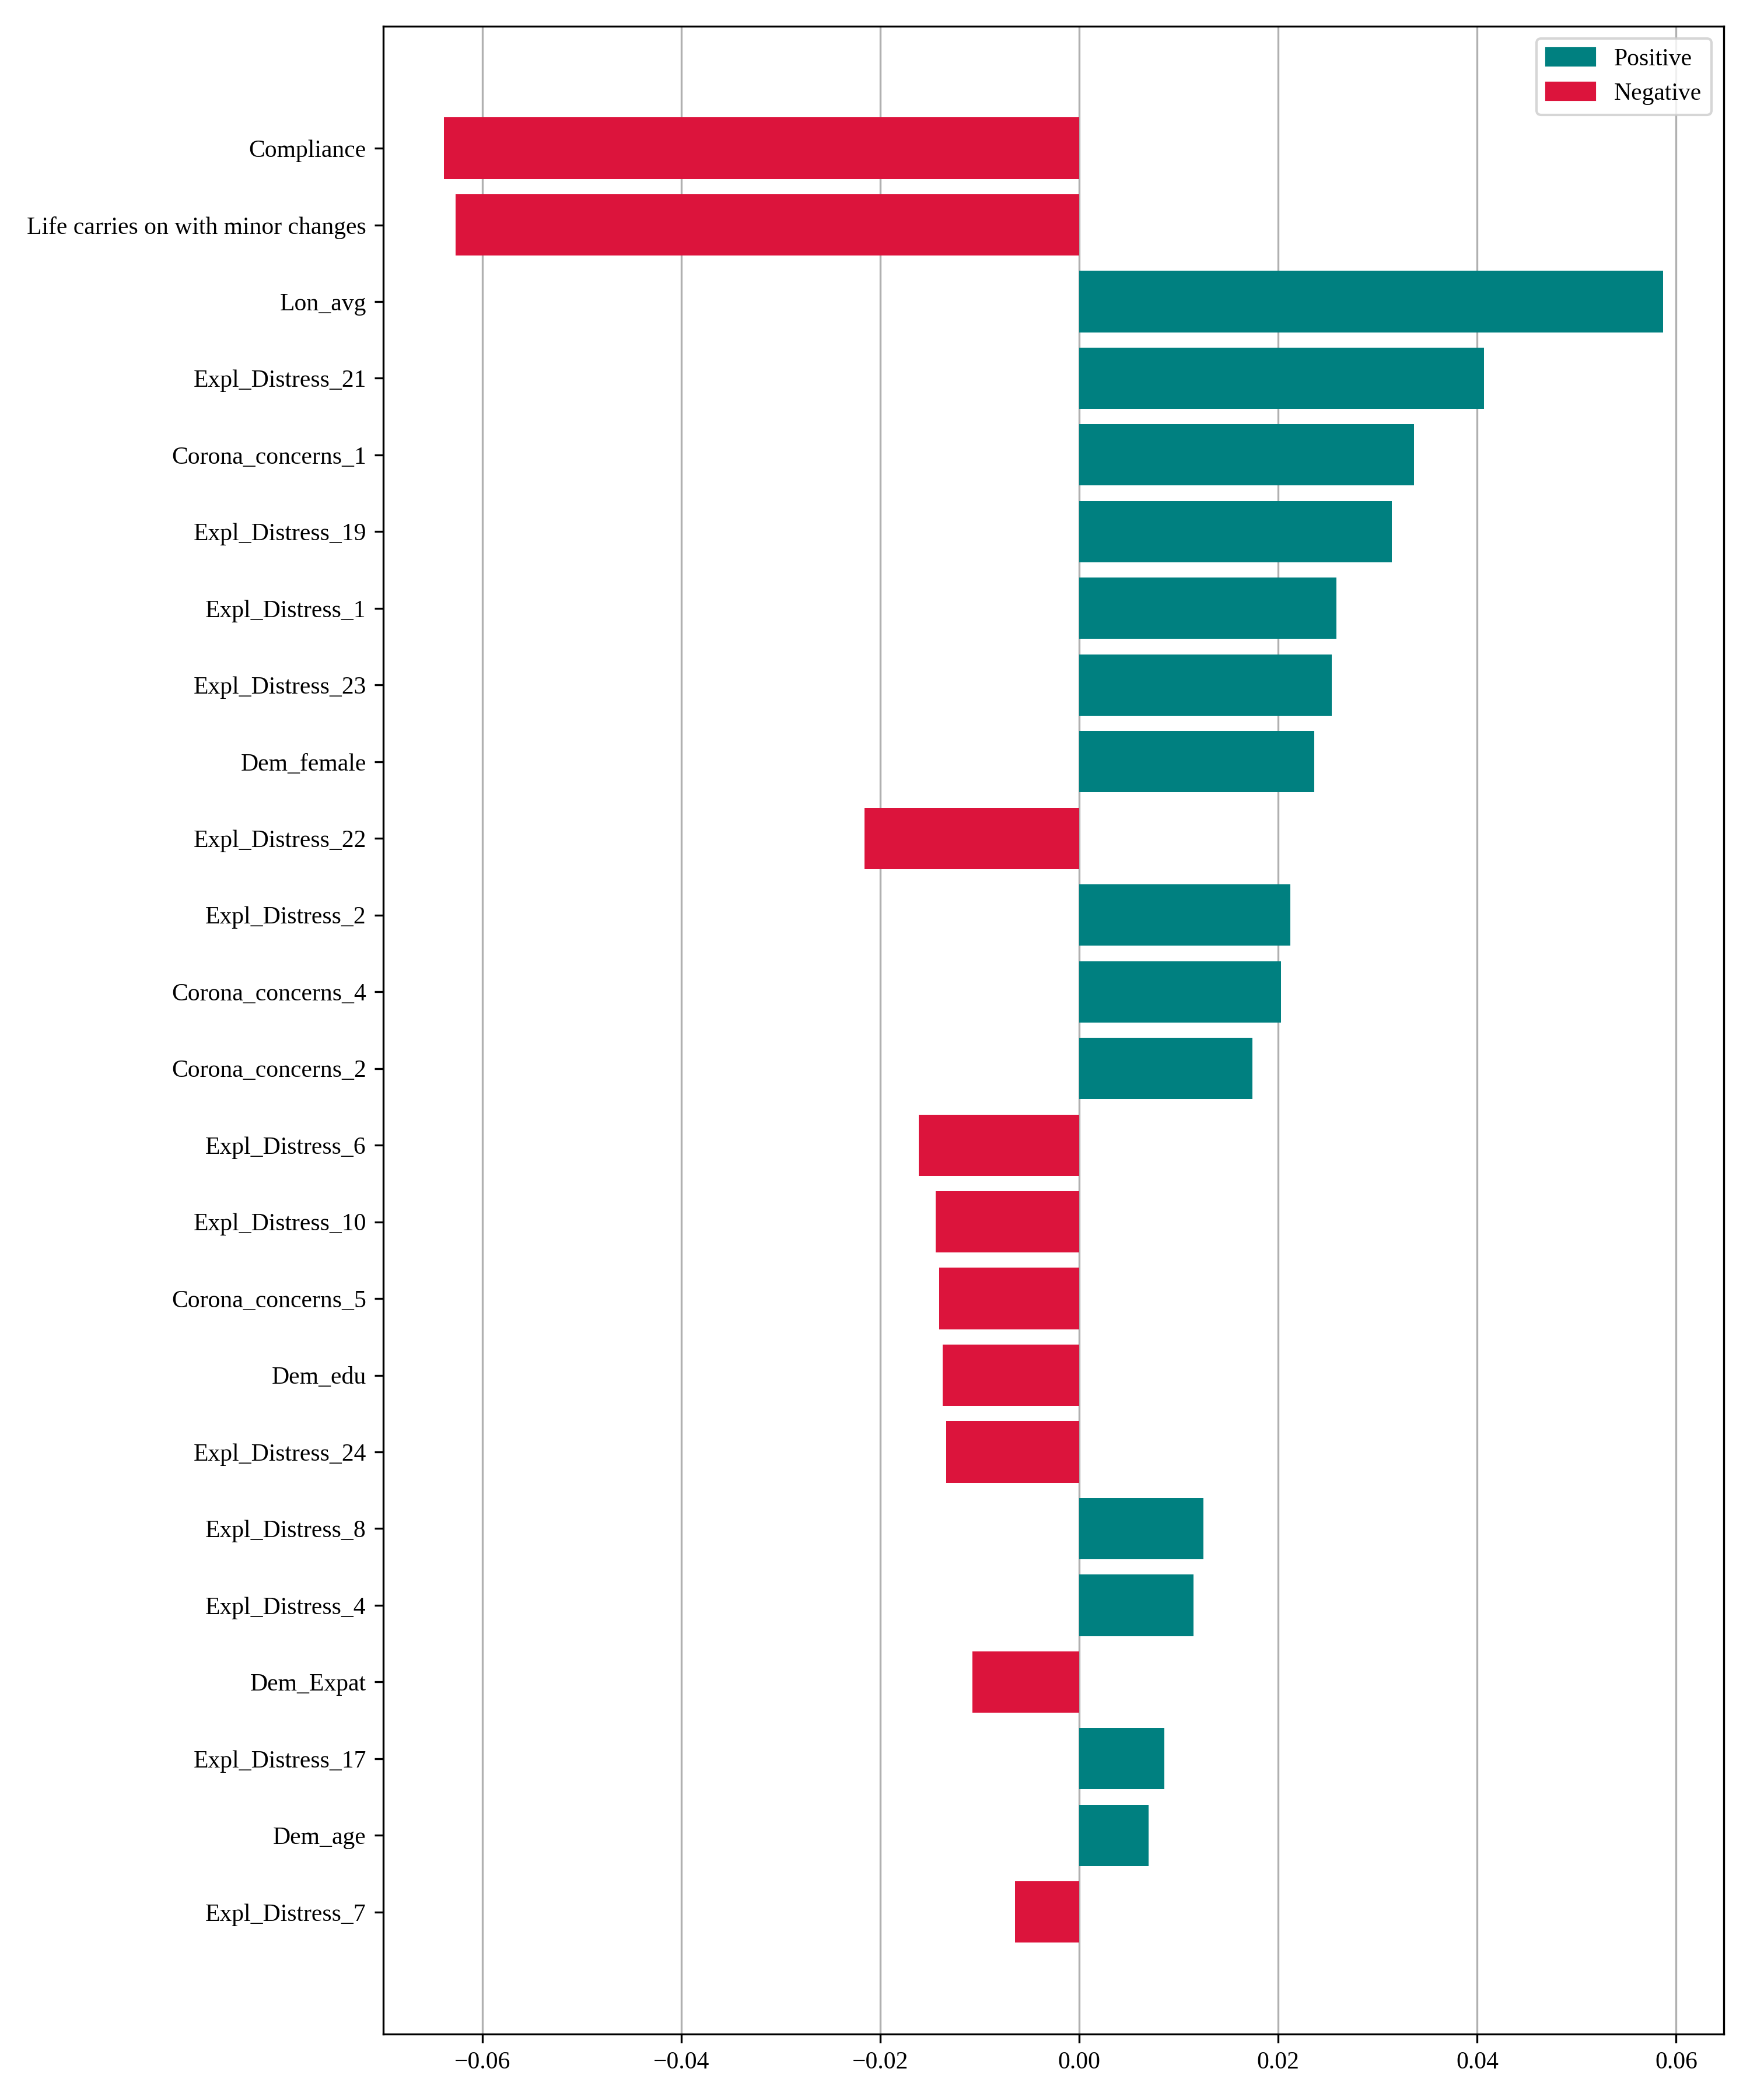 Positive
Negative
Compliance
Life carries on with minor changes
Lon_avg
Expl_Distress_21
Corona_concerns_1
Expl_Distress_19
Expl_Distress_1
Expl_Distress_23
Dem_female
Expl_Distress_22
Expl_Distress_2
Corona_concerns_4
Corona_concerns_2
Expl_Distress_6
Expl_Distress_10
Corona_concerns_5
Dem_edu
Expl_Distress_24
Expl_Distress_8
Expl_Distress_4
Dem_Expat
Expl_Distress_17
Dem_age
Expl_Distress_7
−0.06 −0.04 −0.02 0.00 0.02 0.04 0.06